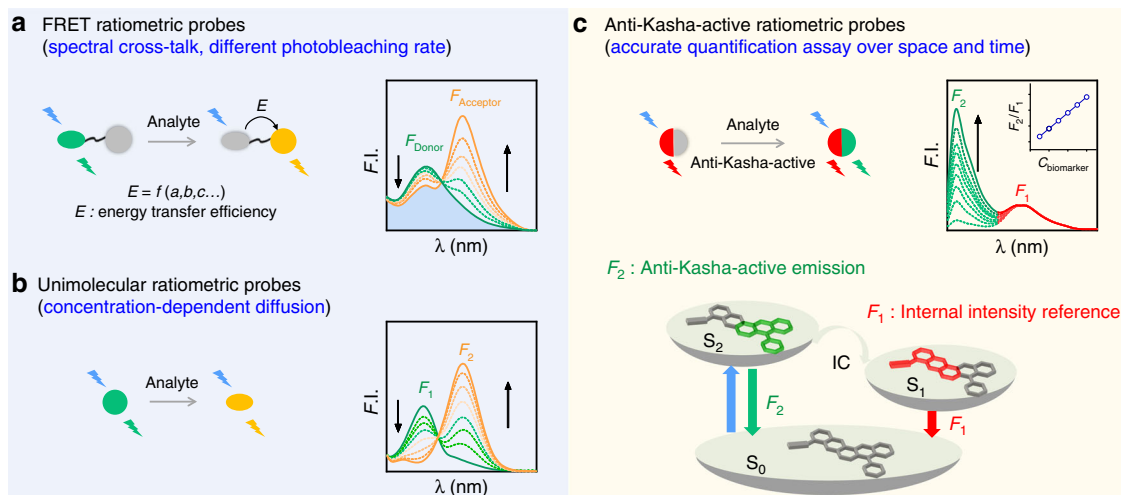 a FRET ratiometric probes
(spectral cross-talk, different photobleaching rate)
Analyte
E
E = f (a,b,c...)
E : energy transfer efficiency
F.I.
F_Acceptor
F_Donor
λ (nm)
b Unimolecular ratiometric probes
(concentration-dependent diffusion)
Analyte
F.I.
F_1
F_2
λ (nm)
c Anti-Kasha-active ratiometric probes
(accurate quantification assay over space and time)
Analyte
Anti-Kasha-active
F.I.
F_2
F_2/F_1
C_biomarker
F_1
λ (nm)
F_2 : Anti-Kasha-active emission
F_1 : Internal intensity reference
S_2
IC
S_1
F_2
F_1
S_0